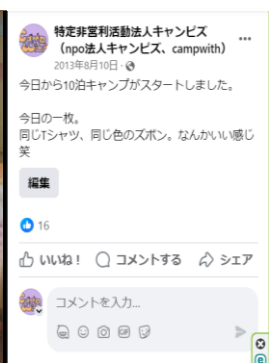 特定非営利活動法人キャンピズ
（npo法人キャンピズ、campwith）
2013年8月10日
今日から10泊キャンプがスタートしました。
今日の一枚。
同じTシャツ、同じ色のズボン。なんかいい感じ
笑
編集
16
いいね！ コメントする シェア
コメントを入力...